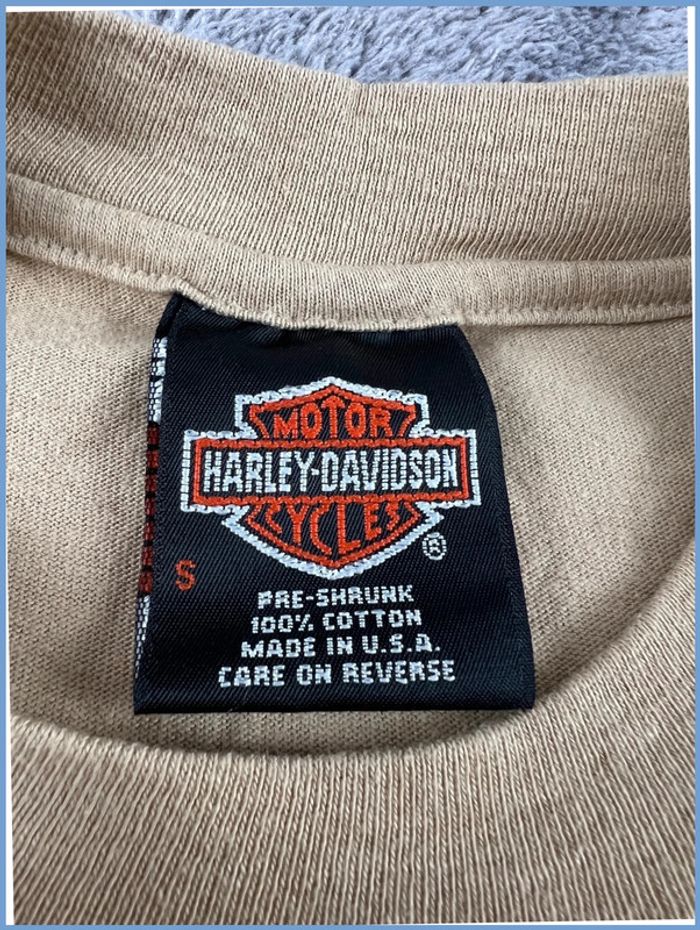 MOTOR
HARLEY-DAVIDSON
CYCLES
®
S
PRE-SHRUNK
100% COTTON
MADE IN U.S.A.
CARE ON REVERSE